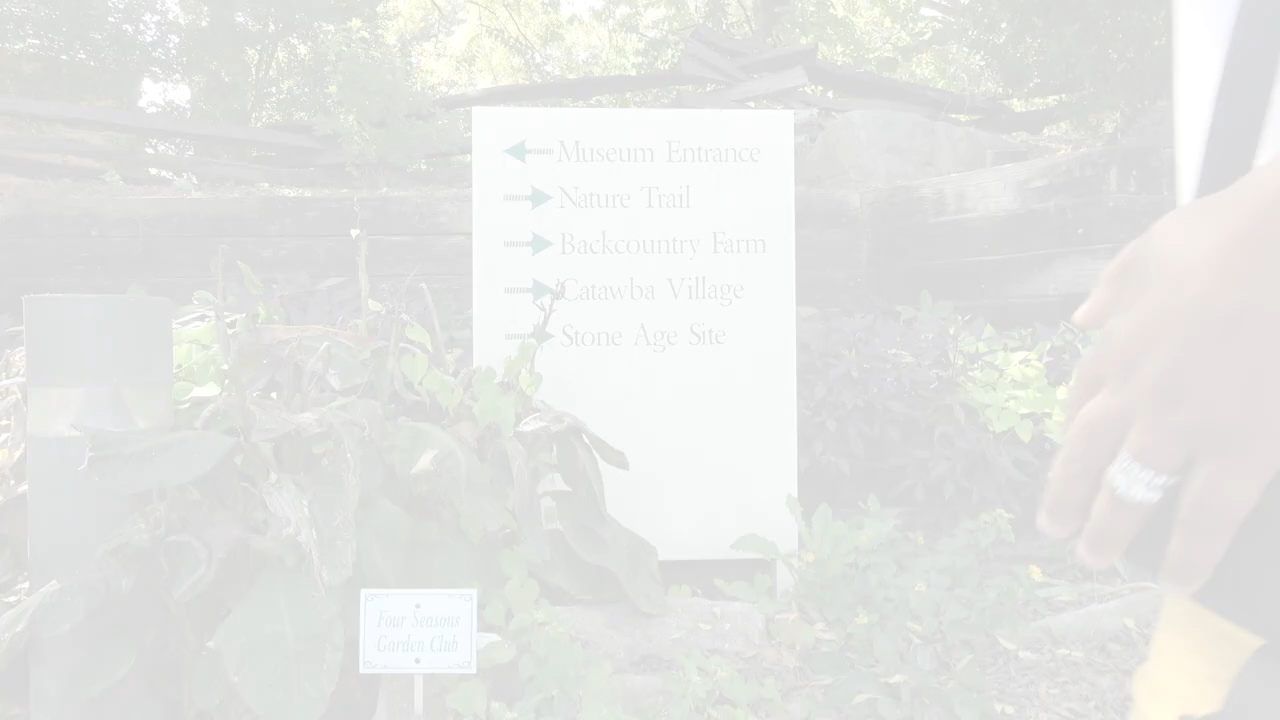 Museum Entrance
Nature Trail
Backcountry Farm
Catawba Village
Stone Age Site
Four Seasons
Garden Club